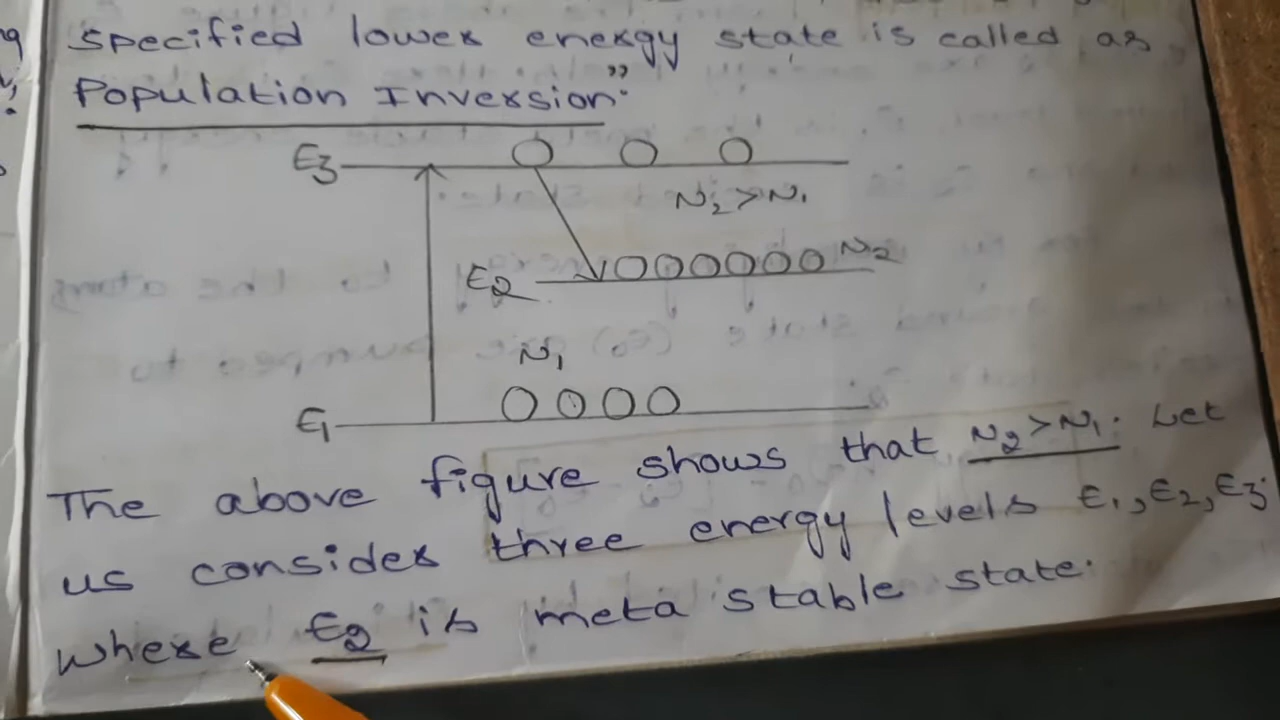 specified lower energy state is called as
Population Inversion”.
E3
N2 > N1
E2
N2
N1
E1
The above figure shows that N2 > N1. Let
us consider three energy levels E1, E2, E3.
Where E2 is meta stable state.